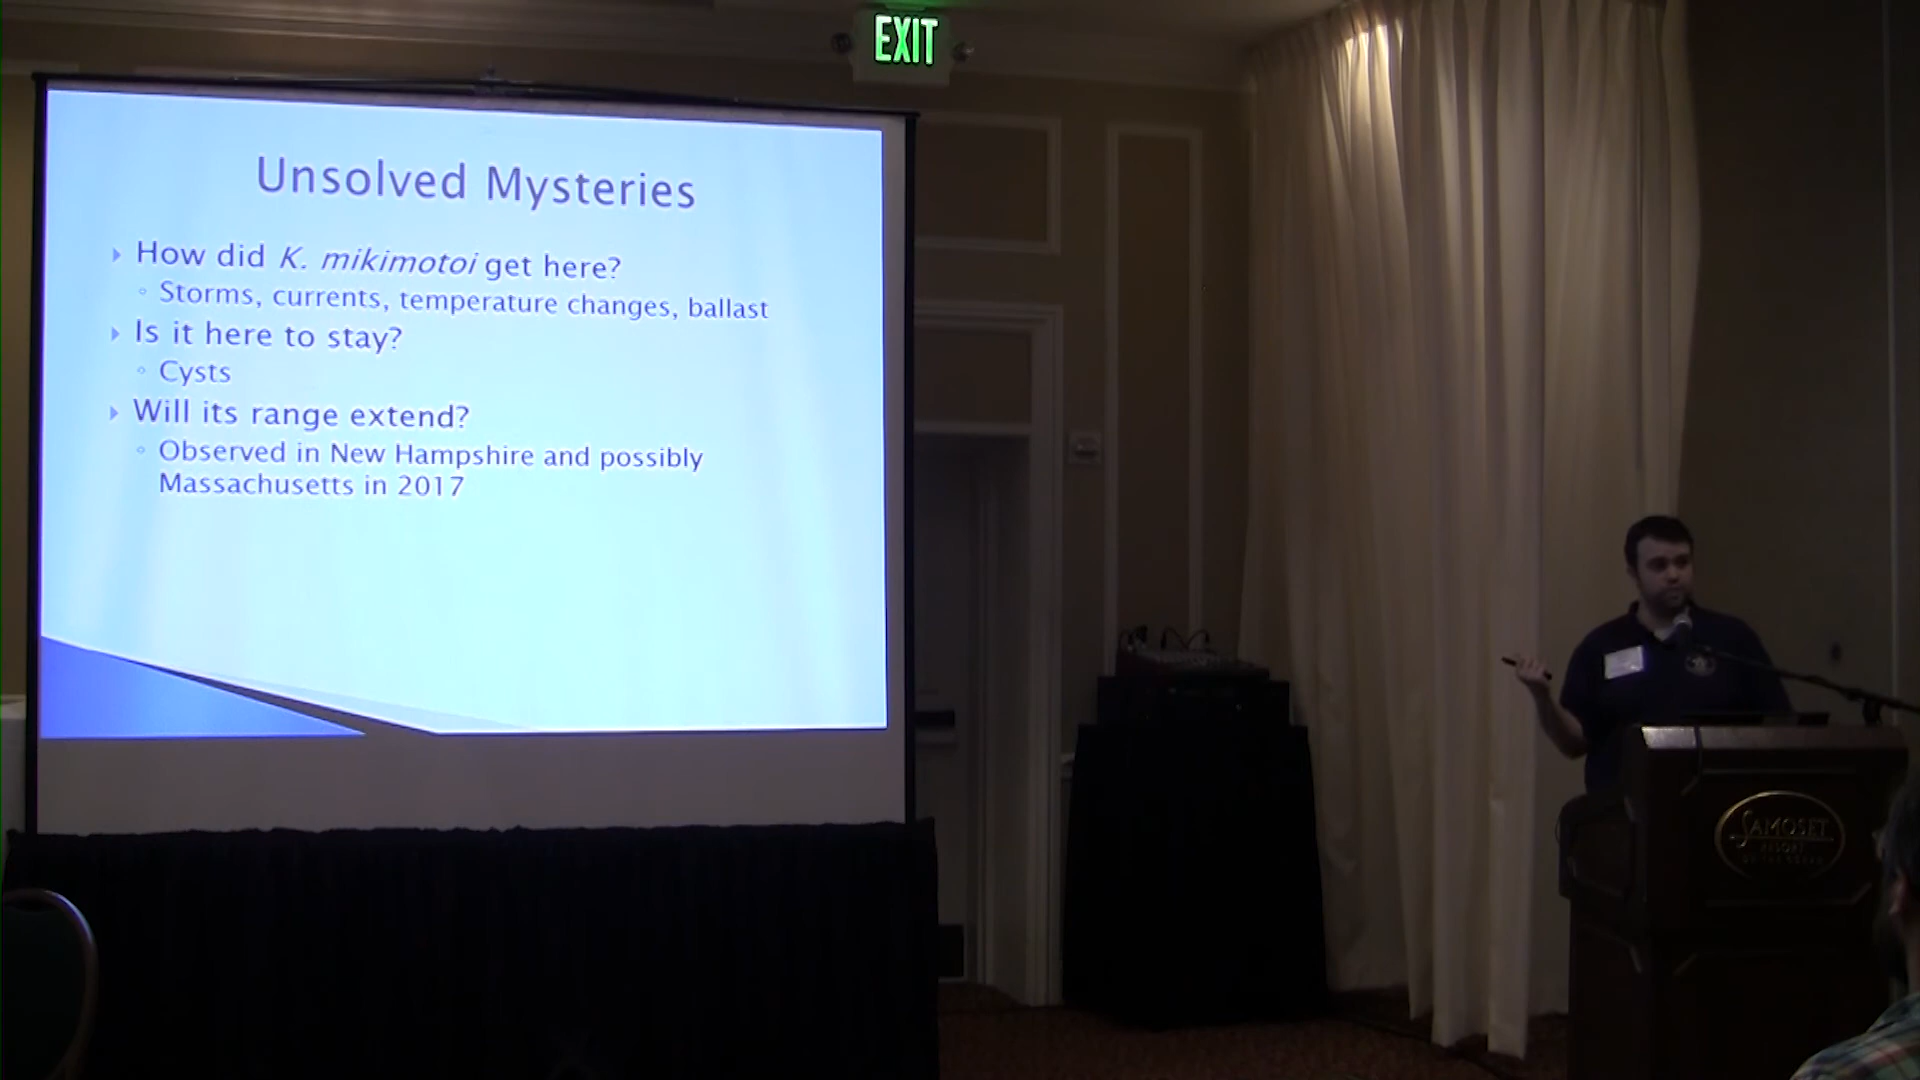 EXIT
Unsolved Mysteries
How did K. mikimotoi get here?
Storms, currents, temperature changes, ballast
Is it here to stay?
Cysts
Will its range extend?
Observed in New Hampshire and possibly
Massachusetts in 2017
SAMOSET
RESORT